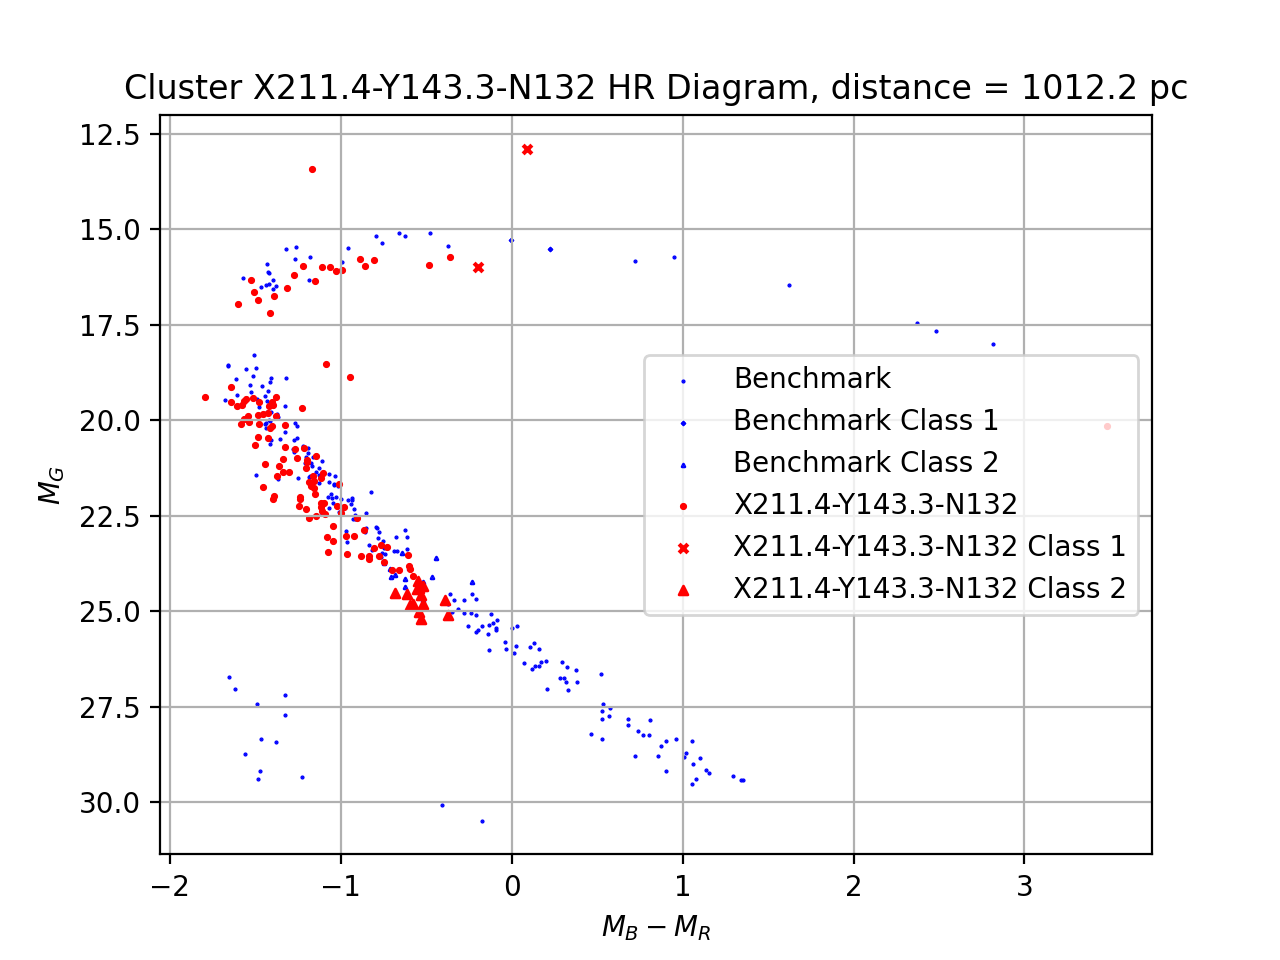 Cluster X211.4-Y143.3-N132 HR Diagram, distance = 1012.2 pc
12.5
15.0
17.5
20.0
22.5
25.0
27.5
30.0
M_G
Benchmark
Benchmark Class 1
Benchmark Class 2
X211.4-Y143.3-N132
X211.4-Y143.3-N132 Class 1
X211.4-Y143.3-N132 Class 2
−2 −1 0 1 2 3
M_B − M_R